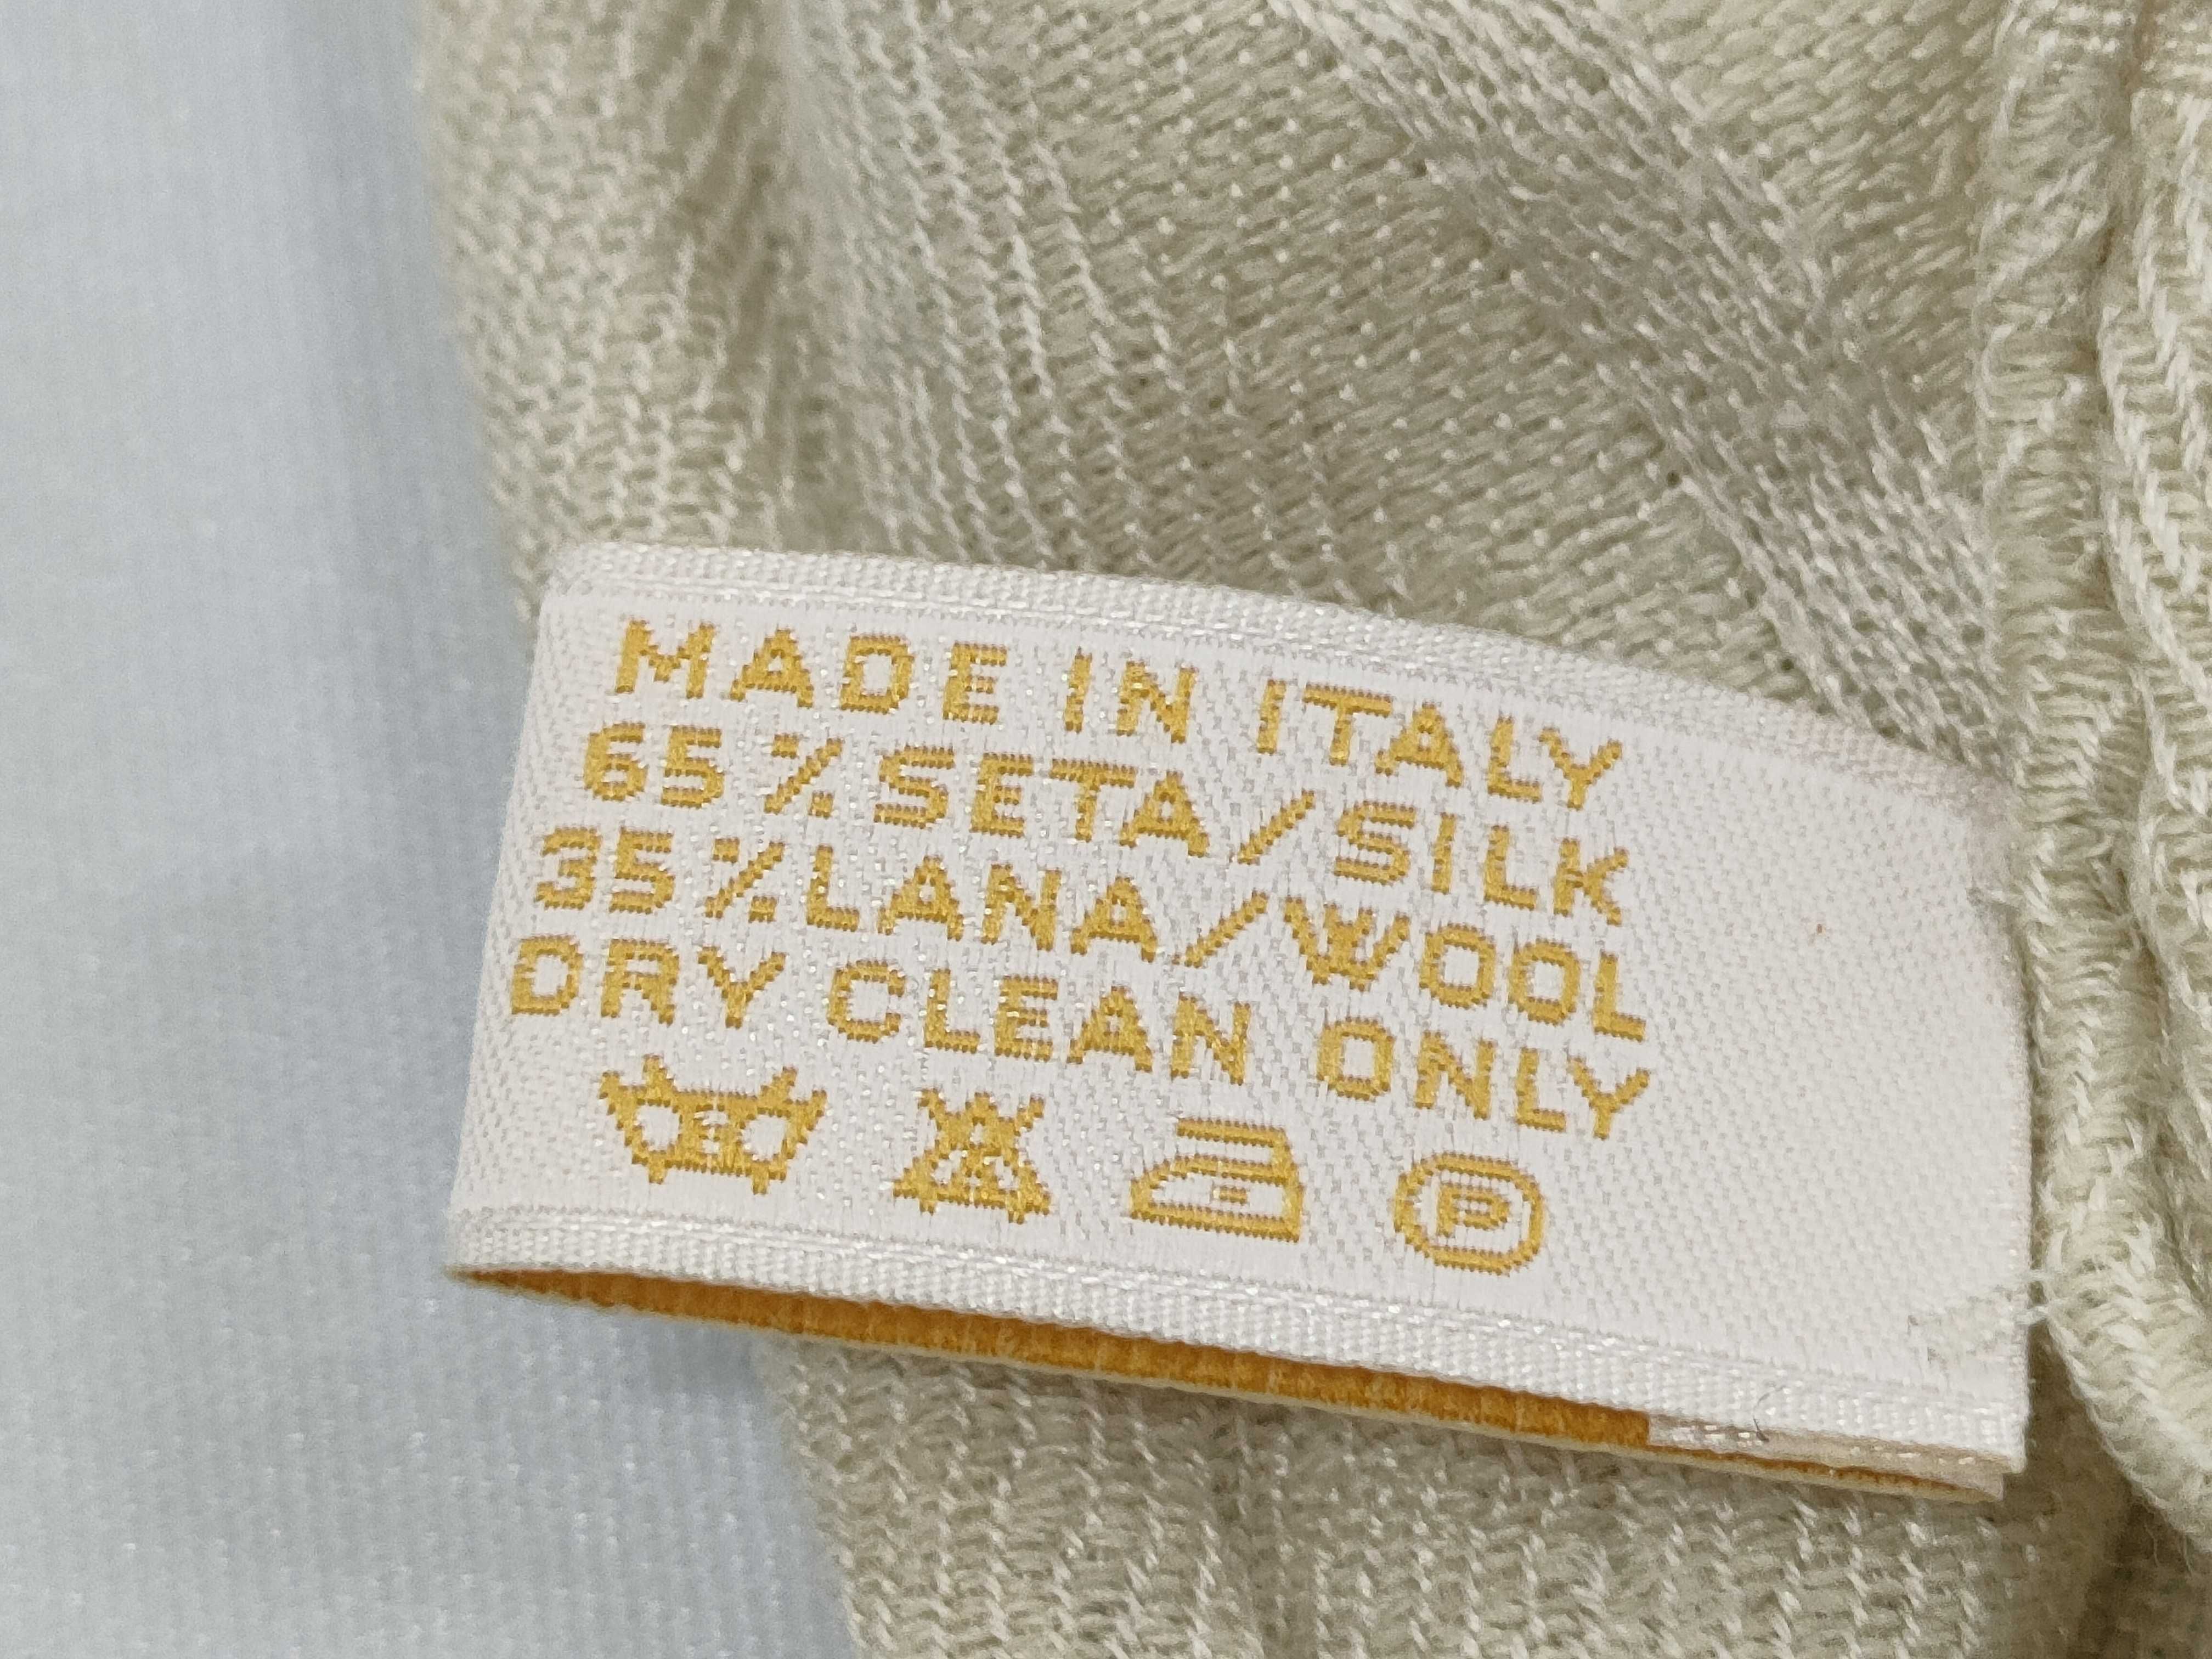 MADE IN ITALY
65% SETA/SILK
35% LANA/WOOL
DRY CLEAN ONLY
P